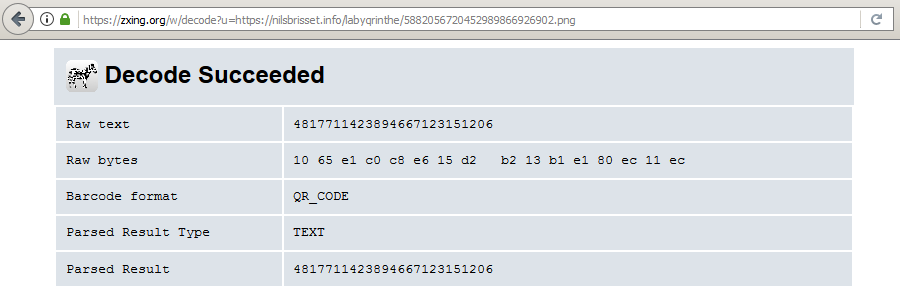 https://zxing.org/w/decode?u=https://nilsbrisset.info/labyqrinthe/5882056720452989866926902.png
Decode Succeeded
Raw text 4817711423894667123151206
Raw bytes 10 65 e1 c0 c8 e6 15 d2 b2 13 b1 e1 80 ec 11 ec
Barcode format QR_CODE
Parsed Result Type TEXT
Parsed Result 4817711423894667123151206